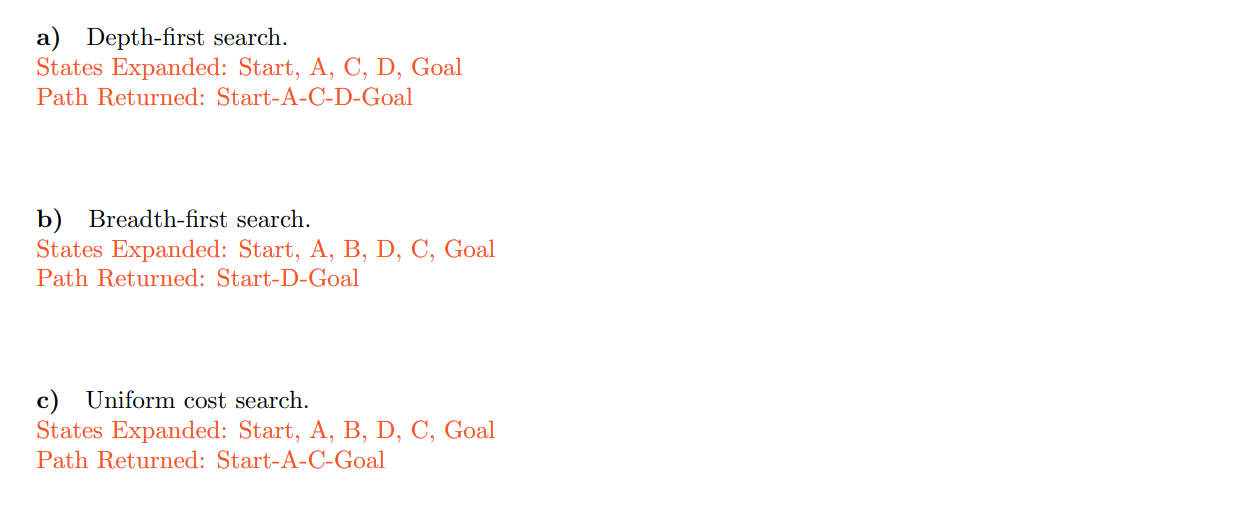 a) Depth-first search.
States Expanded: Start, A, C, D, Goal
Path Returned: Start-A-C-D-Goal
b) Breadth-first search.
States Expanded: Start, A, B, D, C, Goal
Path Returned: Start-D-Goal
c) Uniform cost search.
States Expanded: Start, A, B, D, C, Goal
Path Returned: Start-A-C-Goal